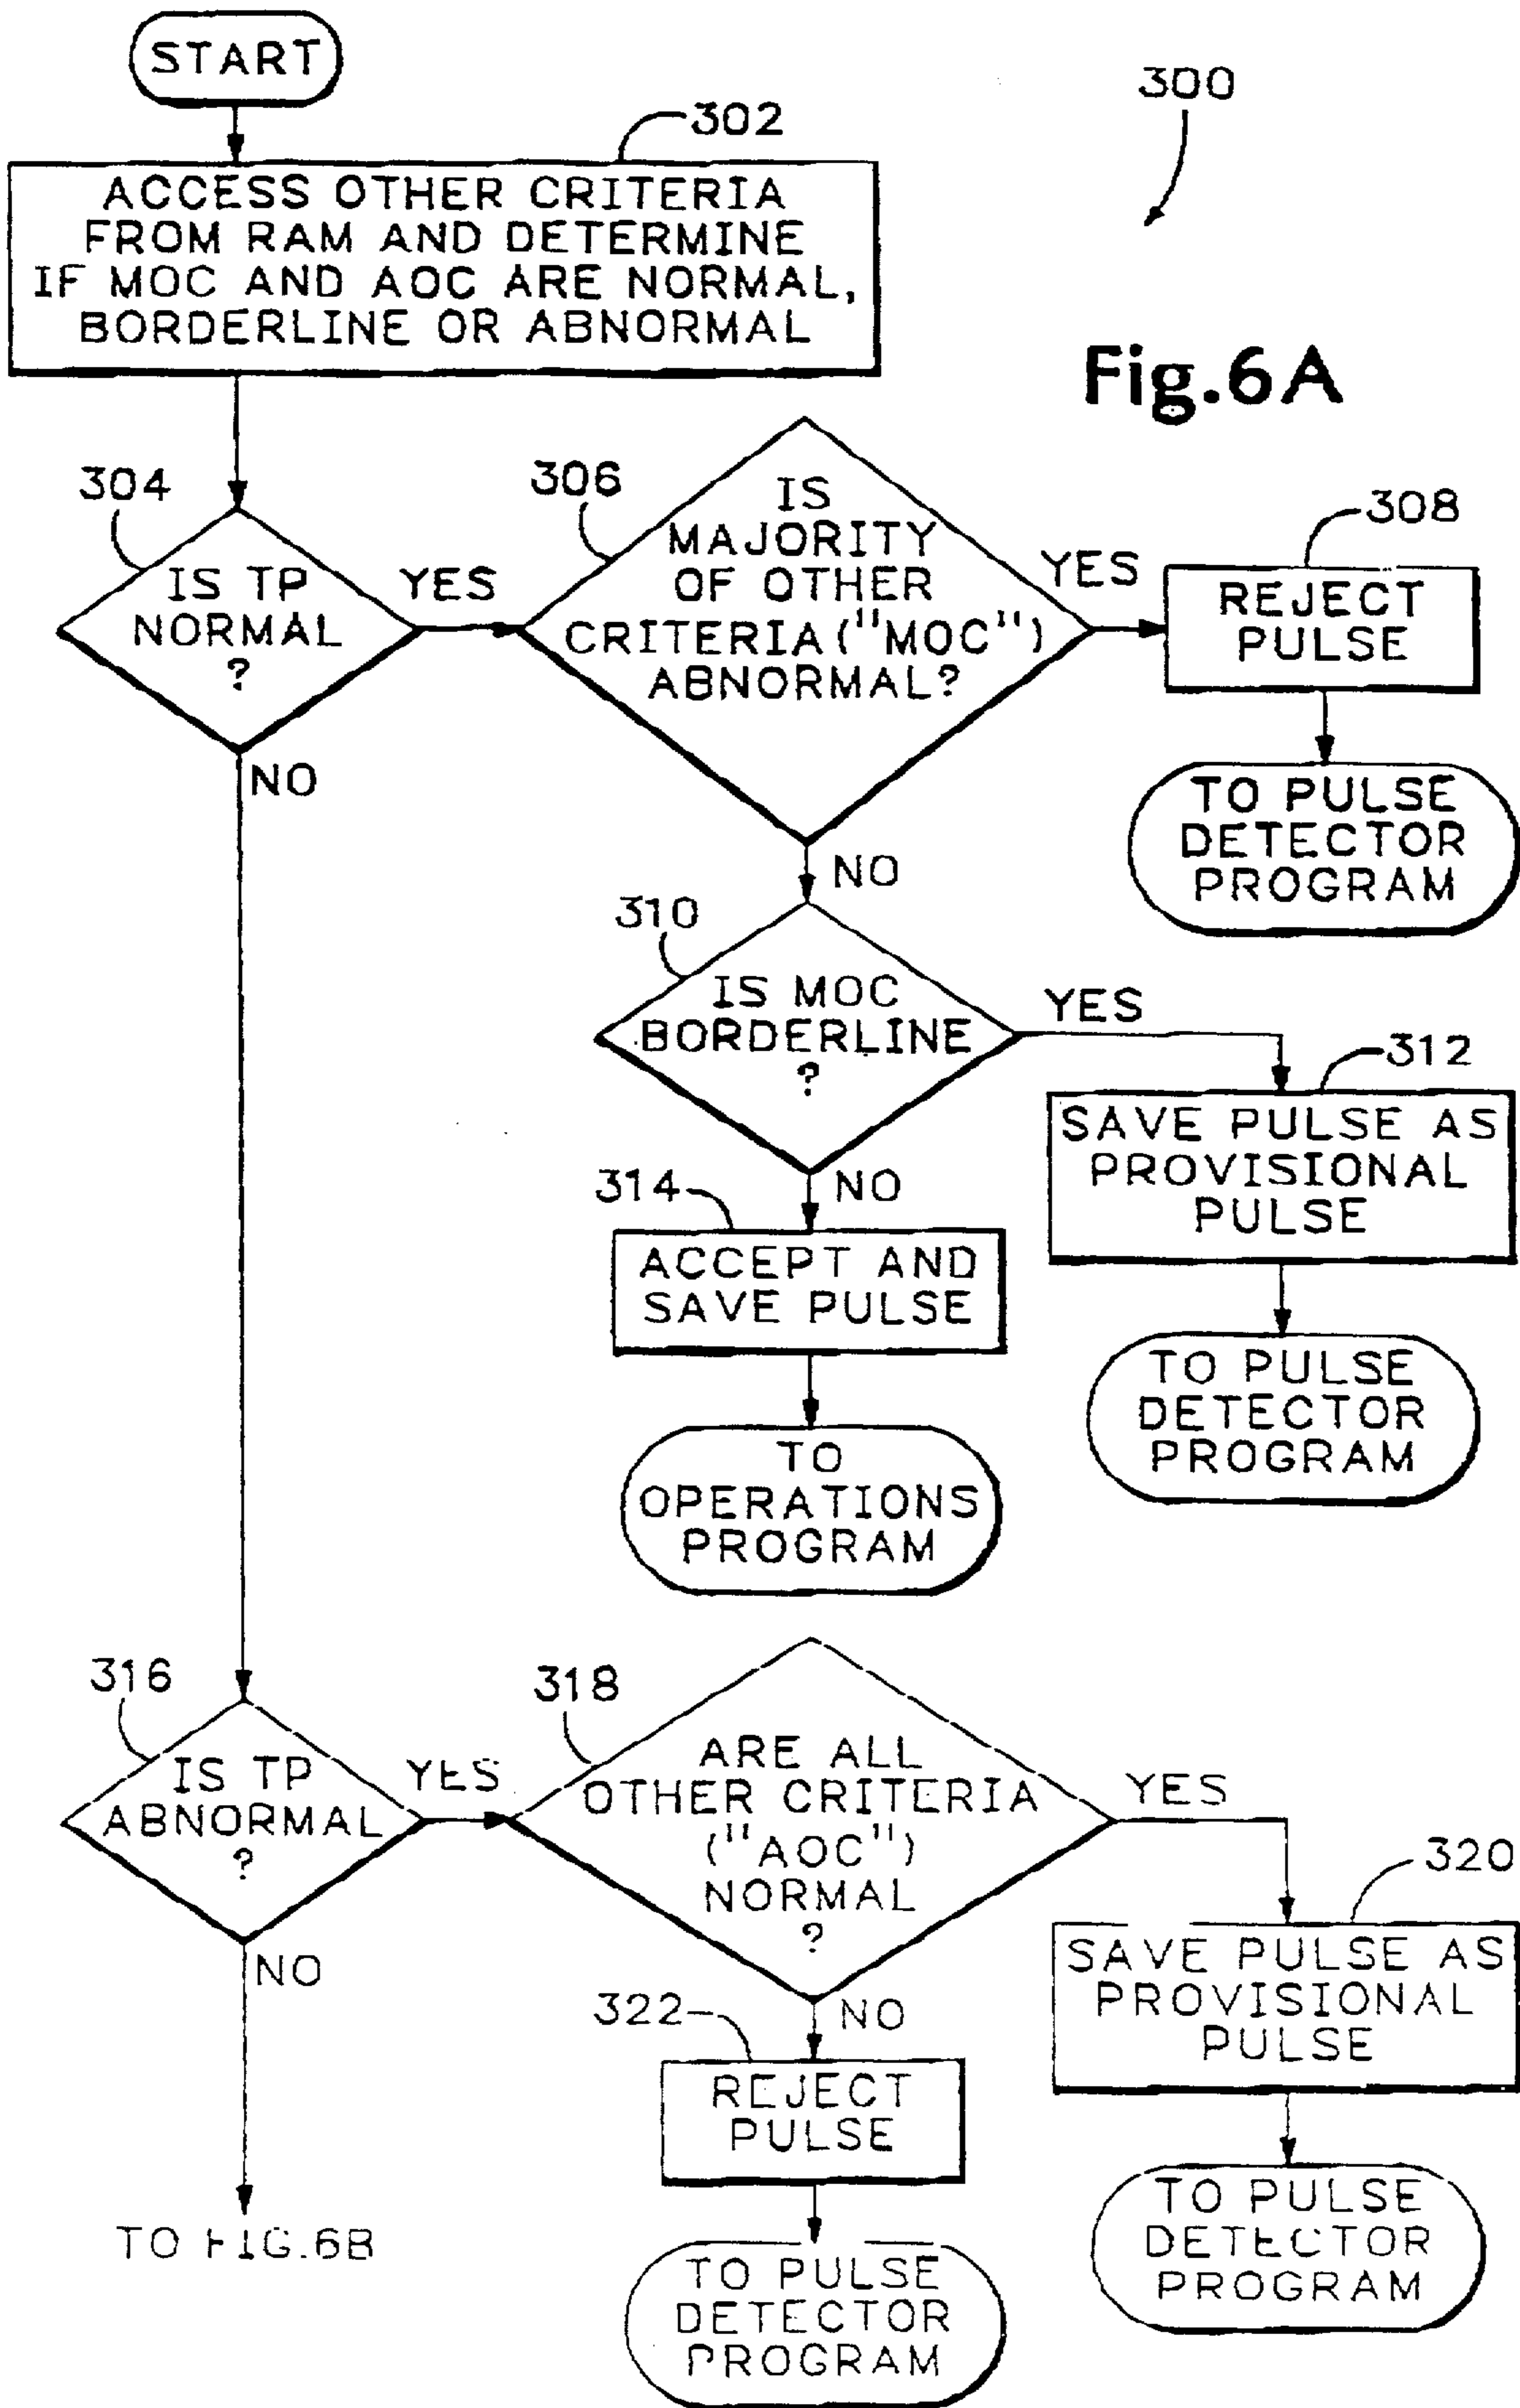 START
300
302
ACCESS OTHER CRITERIA
FROM RAM AND DETERMINE
IF MOC AND AOC ARE NORMAL,
BORDERLINE OR ABNORMAL
Fig.6A
304
IS TP
NORMAL
?
YES
NO
306
IS
MAJORITY
OF OTHER
CRITERIA ("MOC")
ABNORMAL?
YES
308
REJECT
PULSE
TO PULSE
DETECTOR
PROGRAM
NO
310
IS MOC
BORDERLINE
?
YES
312
SAVE PULSE AS
PROVISIONAL
PULSE
TO PULSE
DETECTOR
PROGRAM
NO
314
ACCEPT AND
SAVE PULSE
TO
OPERATIONS
PROGRAM
316
IS TP
ABNORMAL
?
YES
NO
TO FIG.6B
318
ARE ALL
OTHER CRITERIA
("AOC")
NORMAL
?
YES
320
SAVE PULSE AS
PROVISIONAL
PULSE
TO PULSE
DETECTOR
PROGRAM
NO
322
REJECT
PULSE
TO PULSE
DETECTOR
PROGRAM